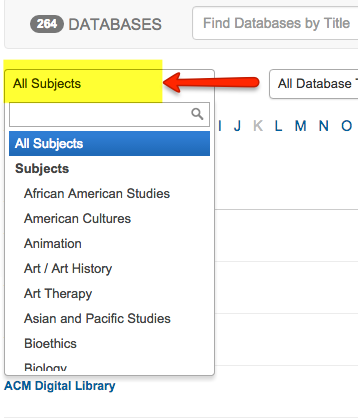 264 DATABASES
Find Databases by Title
All Subjects
All Database
I J K L M N O
All Subjects
Subjects
African American Studies
American Cultures
Animation
Art / Art History
Art Therapy
Asian and Pacific Studies
Bioethics
Biology
ACM Digital Library